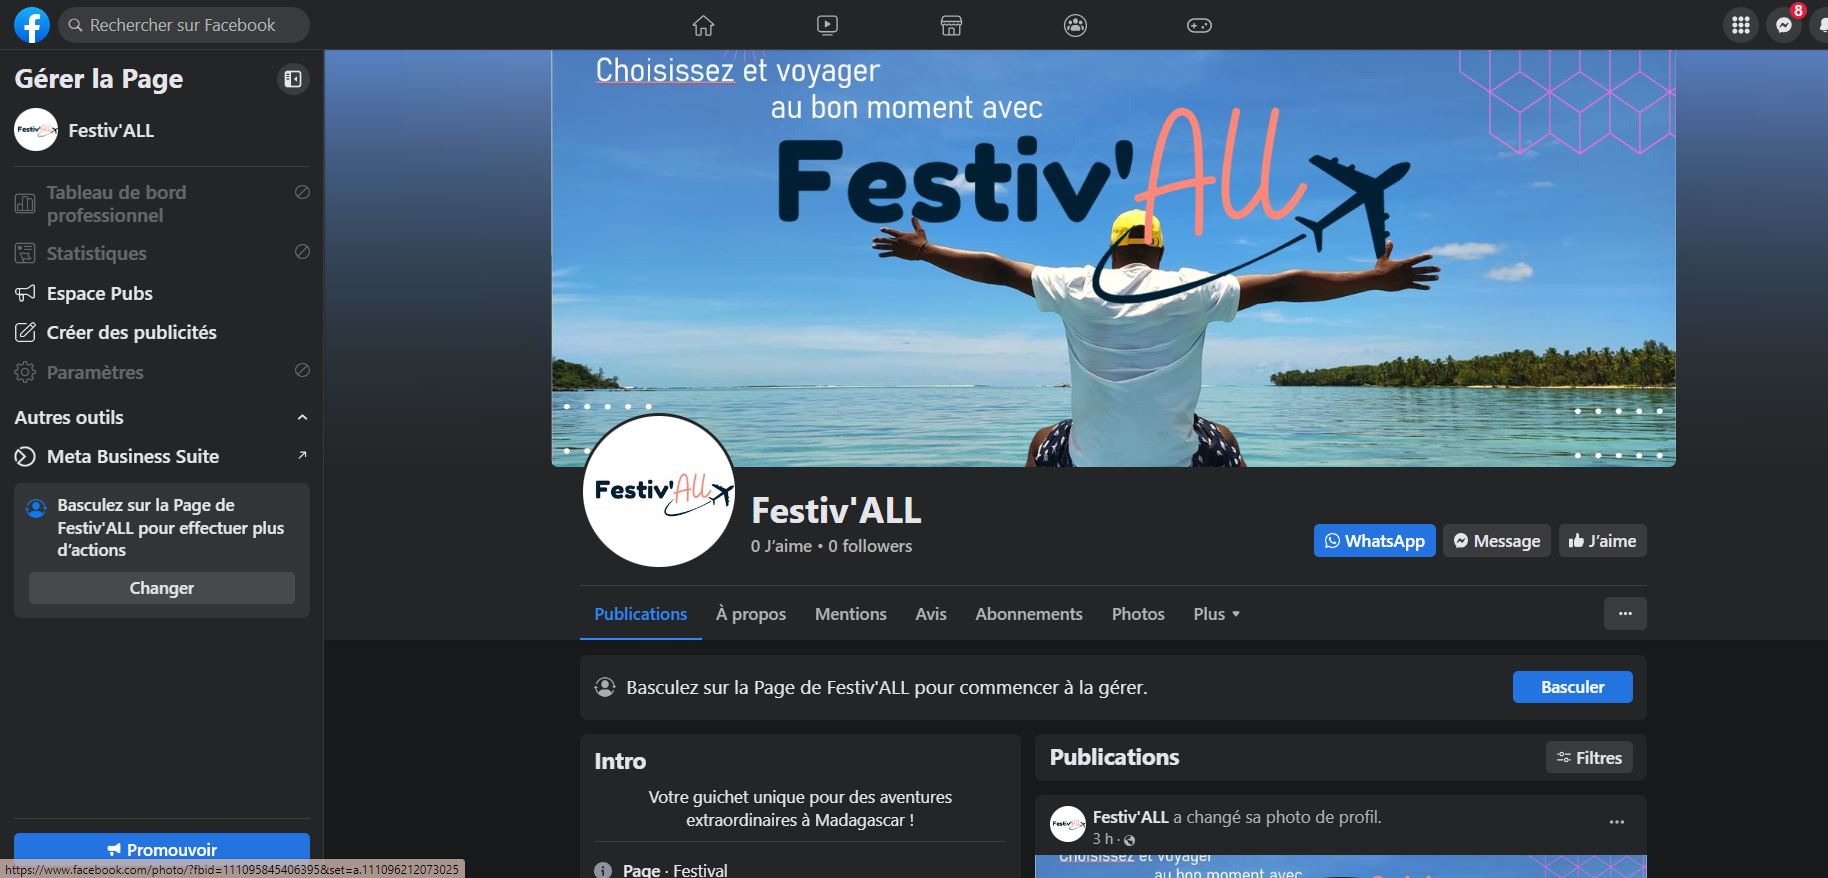 Rechercher sur Facebook
8
Gérer la Page
Festiv'ALL
Tableau de bord
professionnel
Statistiques
Espace Pubs
Créer des publicités
Paramètres
Autres outils
Meta Business Suite
Basculez sur la Page de
Festiv'ALL pour effectuer plus
d’actions
Changer
Promouvoir
https://www.facebook.com/photo/?fbid=111095845406395&set=a.111096212073025
Choisissez et voyager
au bon moment avec
Festiv'All
Festiv'All
Festiv'ALL
0 J’aime • 0 followers
WhatsApp
Message
J’aime
Publications
À propos
Mentions
Avis
Abonnements
Photos
Plus
Basculez sur la Page de Festiv'ALL pour commencer à la gérer.
Basculer
Intro
Votre guichet unique pour des aventures
extraordinaires à Madagascar !
Page · Festival
Publications
Filtres
Festiv'ALL a changé sa photo de profil.
3 h ·
Choisissez et voyager
au bon moment avec